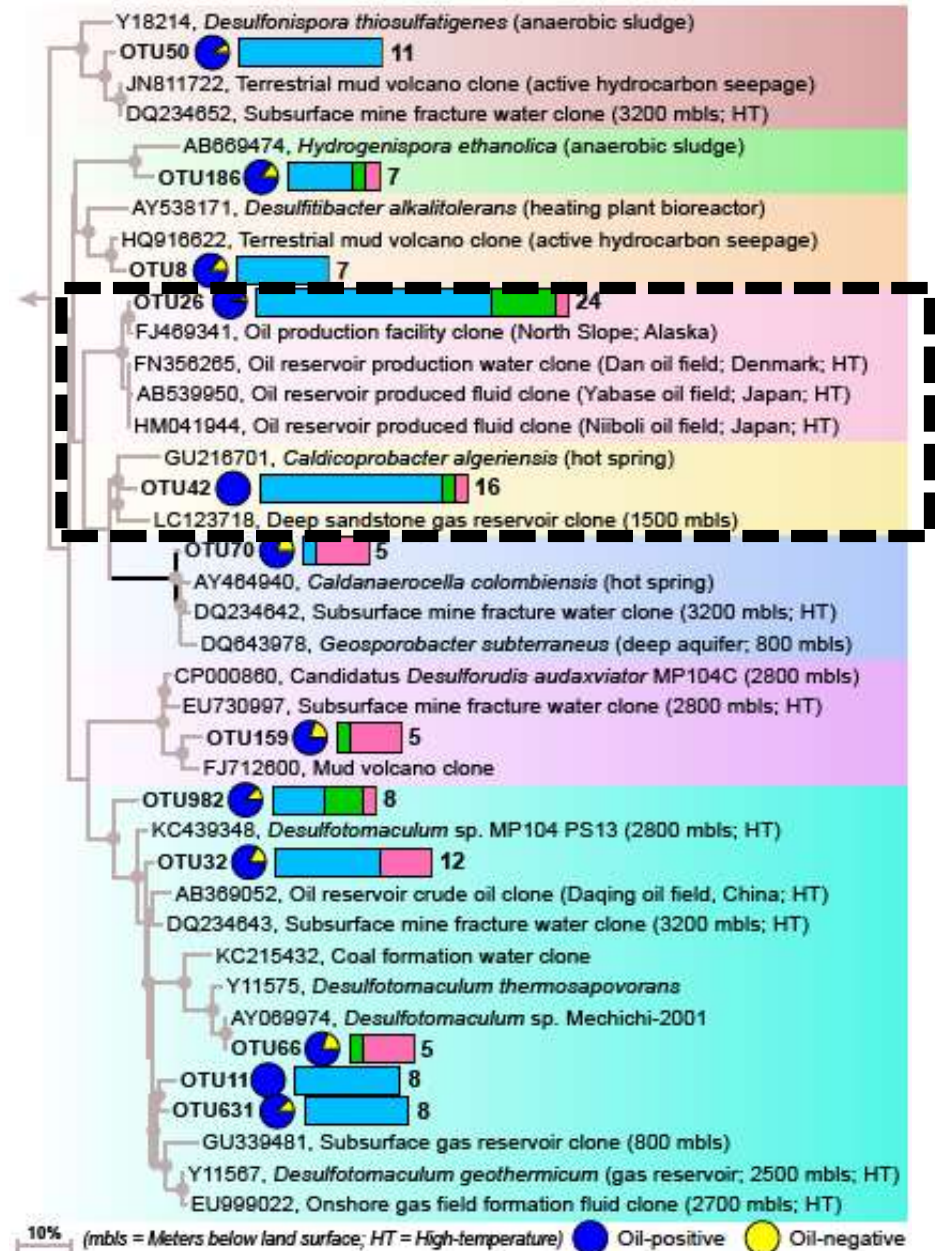 Y18214, Desulfonispora thiosulfatigenes (anaerobic sludge)
OTU50 11
JN811722, Terrestrial mud volcano clone (active hydrocarbon seepage)
DQ234652, Subsurface mine fracture water clone (3200 mbls; HT)
AB669474, Hydrogenispora ethanolica (anaerobic sludge)
OTU186 7
AY538171, Desulfitibacter alkalitolerans (heating plant bioreactor)
HQ916622, Terrestrial mud volcano clone (active hydrocarbon seepage)
OTU8 7
OTU26 24
FJ469341, Oil production facility clone (North Slope; Alaska)
FN356265, Oil reservoir production water clone (Dan oil field; Denmark; HT)
AB539950, Oil reservoir produced fluid clone (Yabase oil field; Japan; HT)
HM041944, Oil reservoir produced fluid clone (Niiboli oil field; Japan; HT)
GU216701, Caldicoprobacter algeriensis (hot spring)
OTU42 16
LC123718, Deep sandstone gas reservoir clone (1500 mbls)
OTU70 5
AY464940, Caldanaerocella colombiensis (hot spring)
DQ234642, Subsurface mine fracture water clone (3200 mbls; HT)
DQ643978, Geosporobacter subterraneus (deep aquifer; 800 mbls)
CP000860, Candidatus Desulforudis audaxviator MP104C (2800 mbls)
EU730997, Subsurface mine fracture water clone (2800 mbls; HT)
OTU159 5
FJ712600, Mud volcano clone
OTU982 8
KC439348, Desulfotomaculum sp. MP104 PS13 (2800 mbls; HT)
OTU32 12
AB369052, Oil reservoir crude oil clone (Daqing oil field, China; HT)
DQ234643, Subsurface mine fracture water clone (3200 mbls; HT)
KC215432, Coal formation water clone
Y11575, Desulfotomaculum thermosapovorans
AY069974, Desulfotomaculum sp. Mechichi-2001
OTU66 5
OTU11 8
OTU631 8
GU339481, Subsurface gas reservoir clone (800 mbls)
Y11567, Desulfotomaculum geothermicum (gas reservoir; 2500 mbls; HT)
EU999022, Onshore gas field formation fluid clone (2700 mbls; HT)
10% (mbls = Meters below land surface; HT = High-temperature) Oil-positive Oil-negative